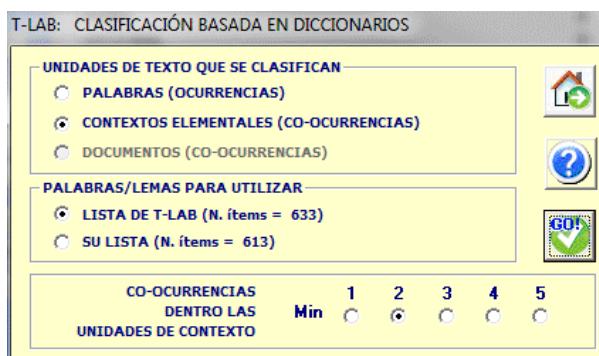 T-LAB: CLASIFICACIÓN BASADA EN DICCIONARIOS
UNIDADES DE TEXTO QUE SE CLASIFICAN
PALABRAS (OCURRENCIAS)
CONTEXTOS ELEMENTALES (CO-OCURRENCIAS)
DOCUMENTOS (CO-OCURRENCIAS)
PALABRAS/LEMAS PARA UTILIZAR
LISTA DE T-LAB (N. ítems = 633)
GO!
SU LISTA (N. ítems = 613)
CO-OCURRENCIAS
DENTRO LAS
UNIDADES DE CONTEXTO
Min 1 2 3 4 5